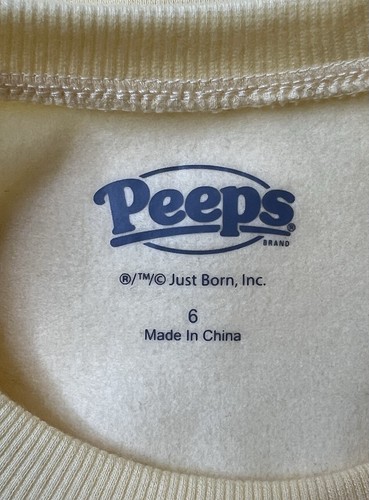 Peeps®
BRAND
®/™/© Just Born, Inc.
6
Made In China